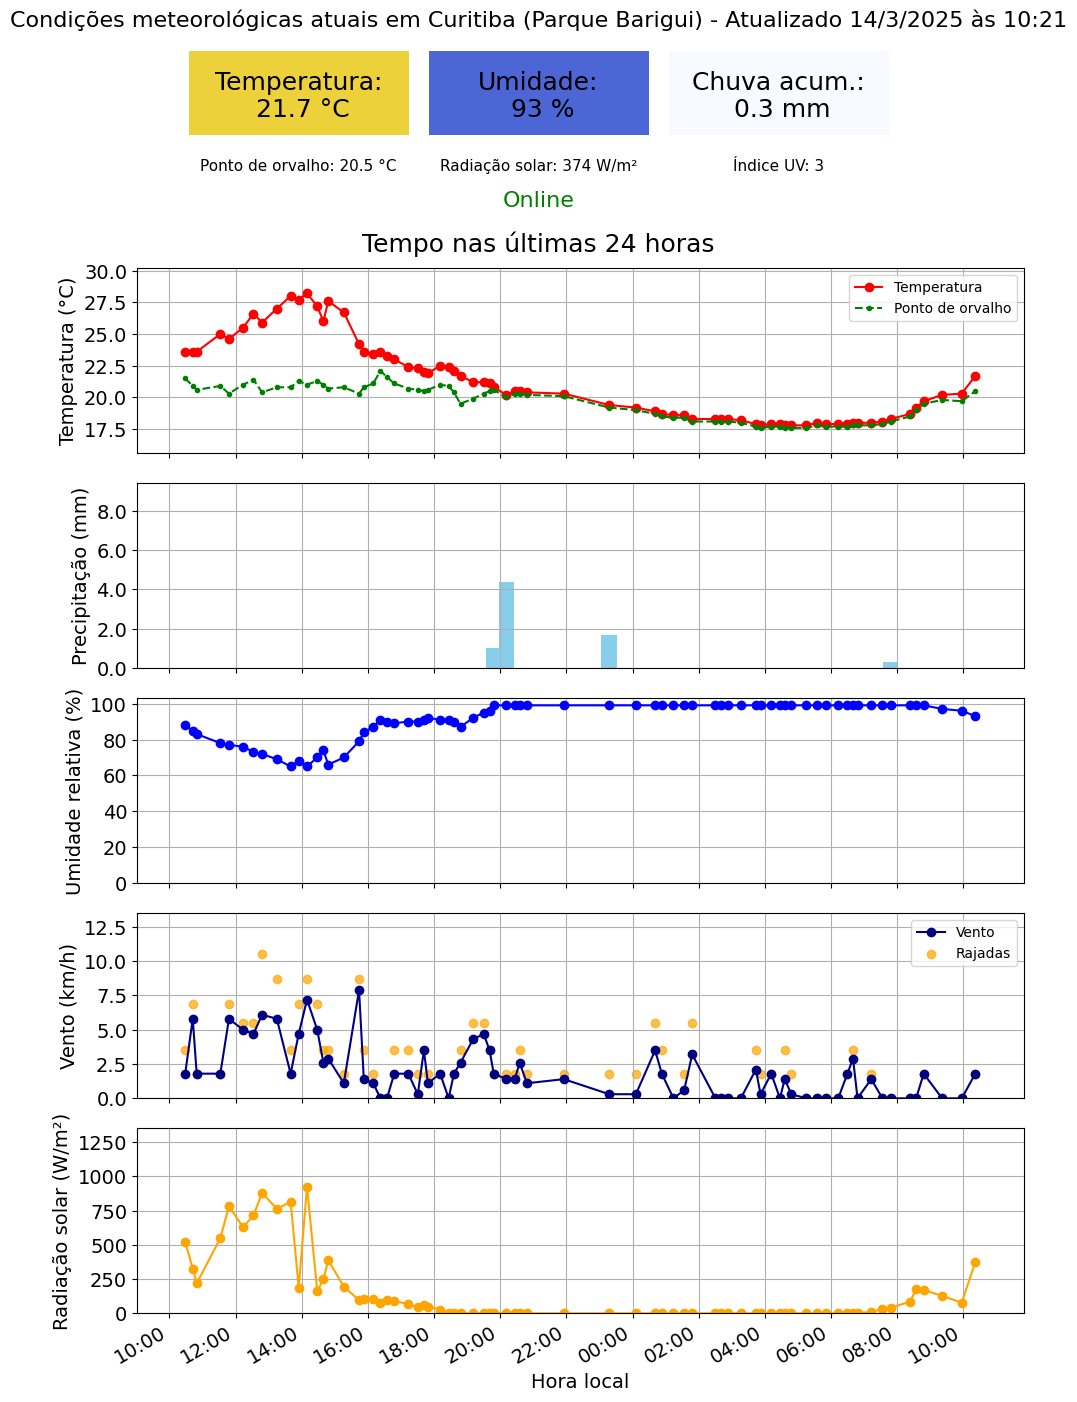 Condições meteorológicas atuais em Curitiba (Parque Barigui) - Atualizado 14/3/2025 às 10:21
Temperatura:
21.7 °C
Umidade:
93 %
Chuva acum.:
0.3 mm
Ponto de orvalho: 20.5 °C
Radiação solar: 374 W/m²
Índice UV: 3
Online
Tempo nas últimas 24 horas
Temperatura (°C)
30.0
27.5
25.0
22.5
20.0
17.5
Temperatura
Ponto de orvalho
Precipitação (mm)
8.0
6.0
4.0
2.0
0.0
Umidade relativa (%)
100
80
60
40
20
0
Vento (km/h)
12.5
10.0
7.5
5.0
2.5
0.0
Vento
Rajadas
Radiação solar (W/m²)
1250
1000
750
500
250
0
10:00
12:00
14:00
16:00
18:00
20:00
22:00
00:00
02:00
04:00
06:00
08:00
10:00
Hora local